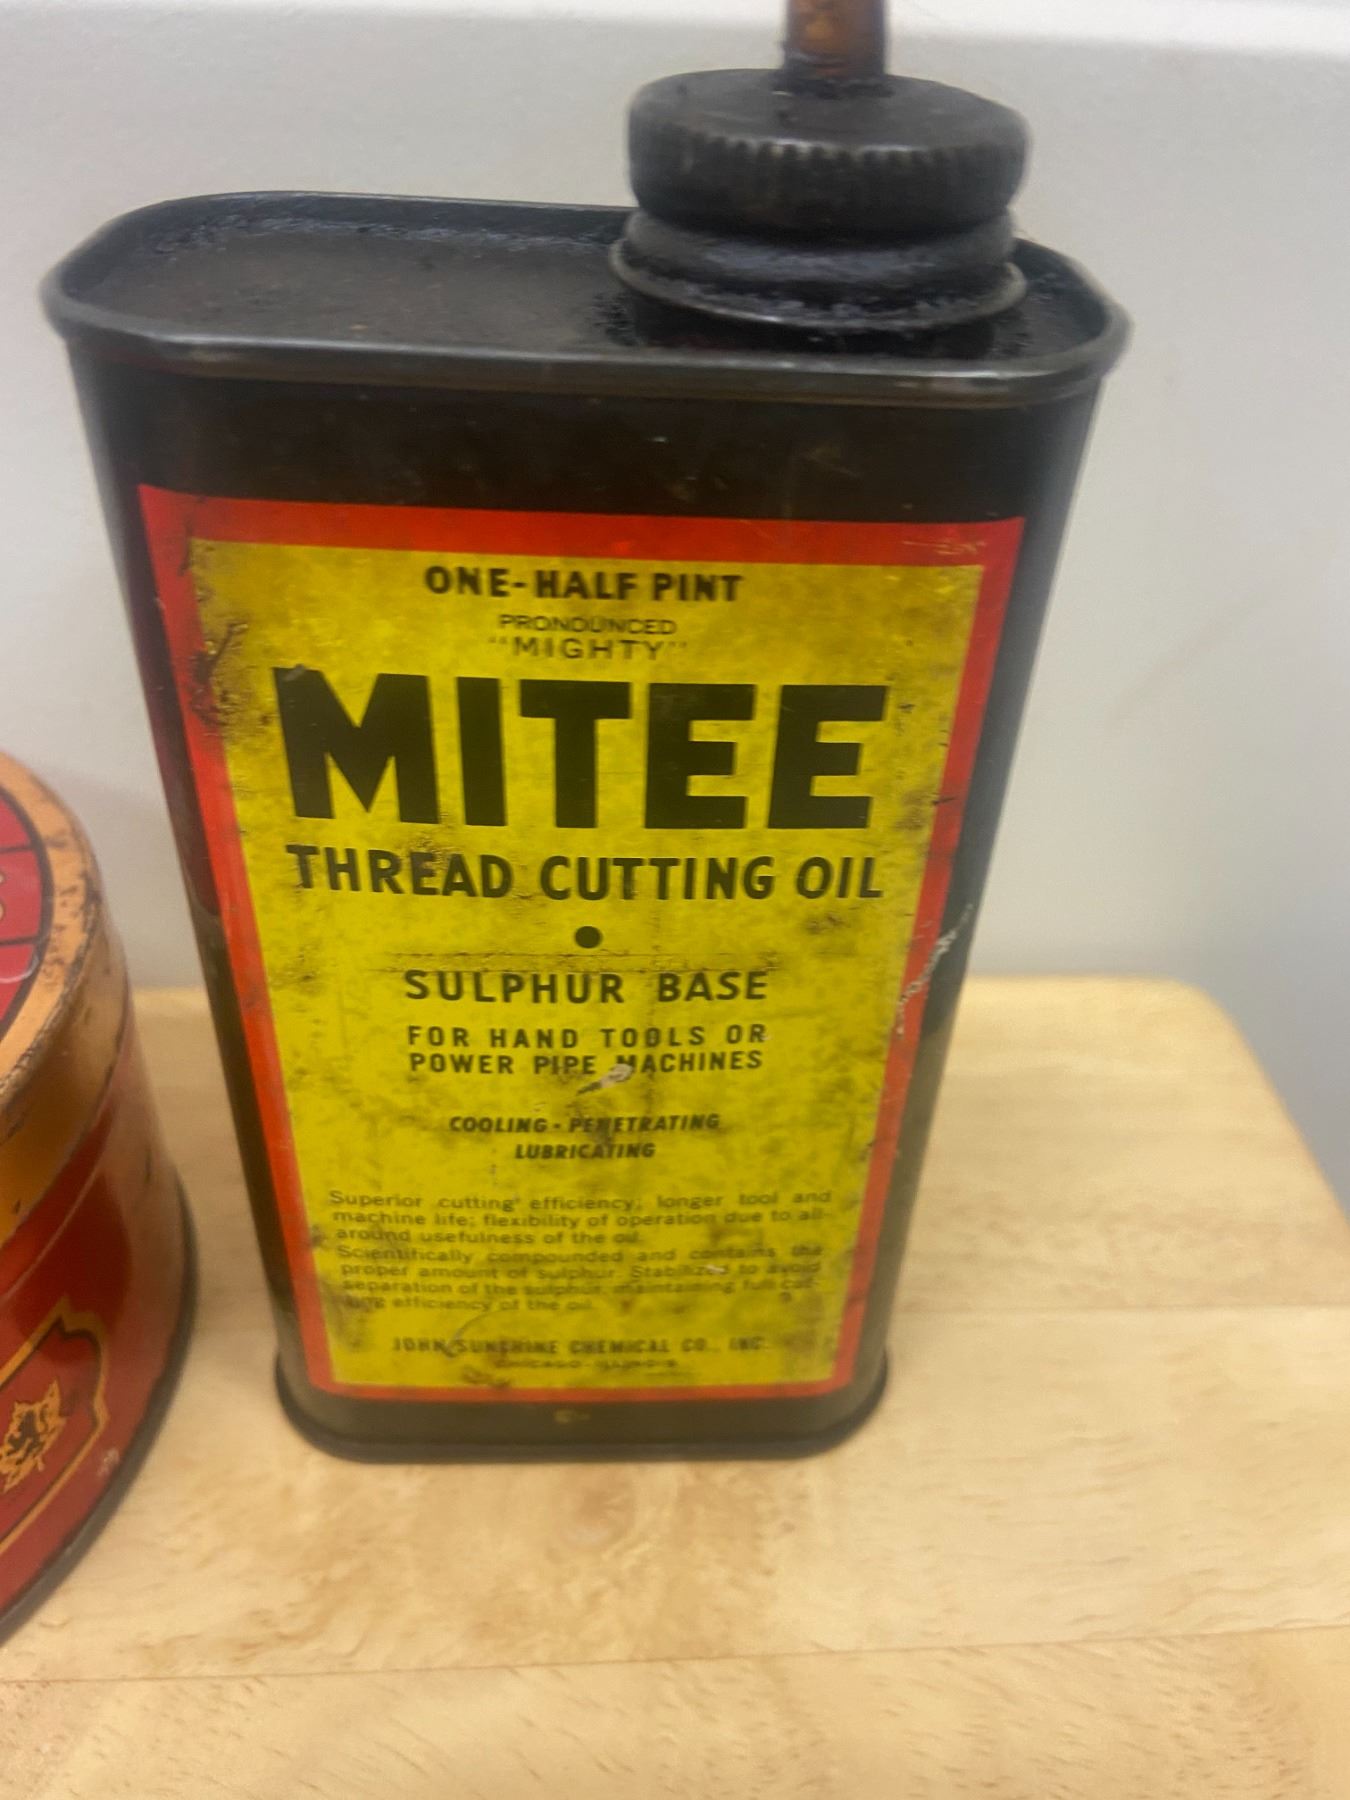 ONE-HALF PINT
PRONOUNCED
"MIGHTY"
MITEE
THREAD CUTTING OIL
SULPHUR BASE
FOR HAND TOOLS OR
POWER PIPE MACHINES
COOLING - PENETRATING
LUBRICATING
Superior cutting efficiency; longer tool and
machine life; flexibility of operation due to all-
around usefulness of the oil.
Scientifically compounded and contains the
proper amount of sulphur. Stabilized to avoid
separation of the sulphur, maintaining full cut-
ting efficiency of the oil.
JOHN SUNSHINE CHEMICAL CO., INC.
CHICAGO - ILLINOIS